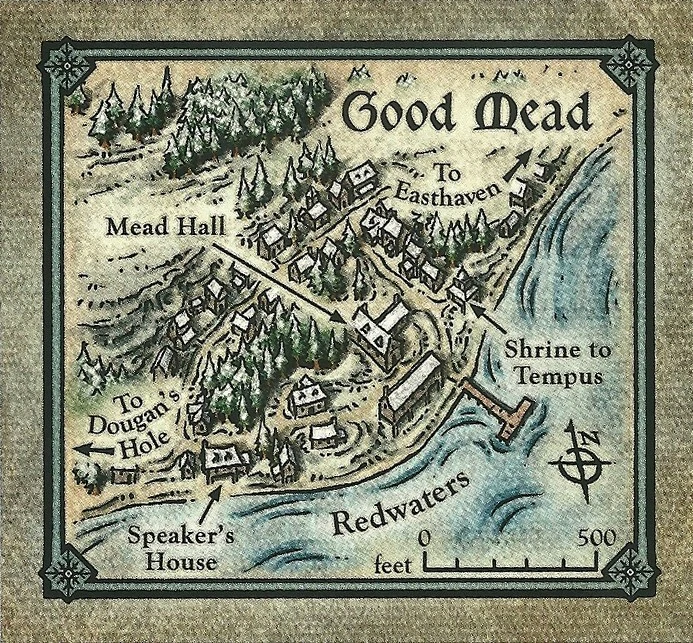 Good Mead
To
Easthaven
Mead Hall
Shrine to
Tempus
To
Dougan's
Hole
N
Redwaters
Speaker's
House
0 500
feet